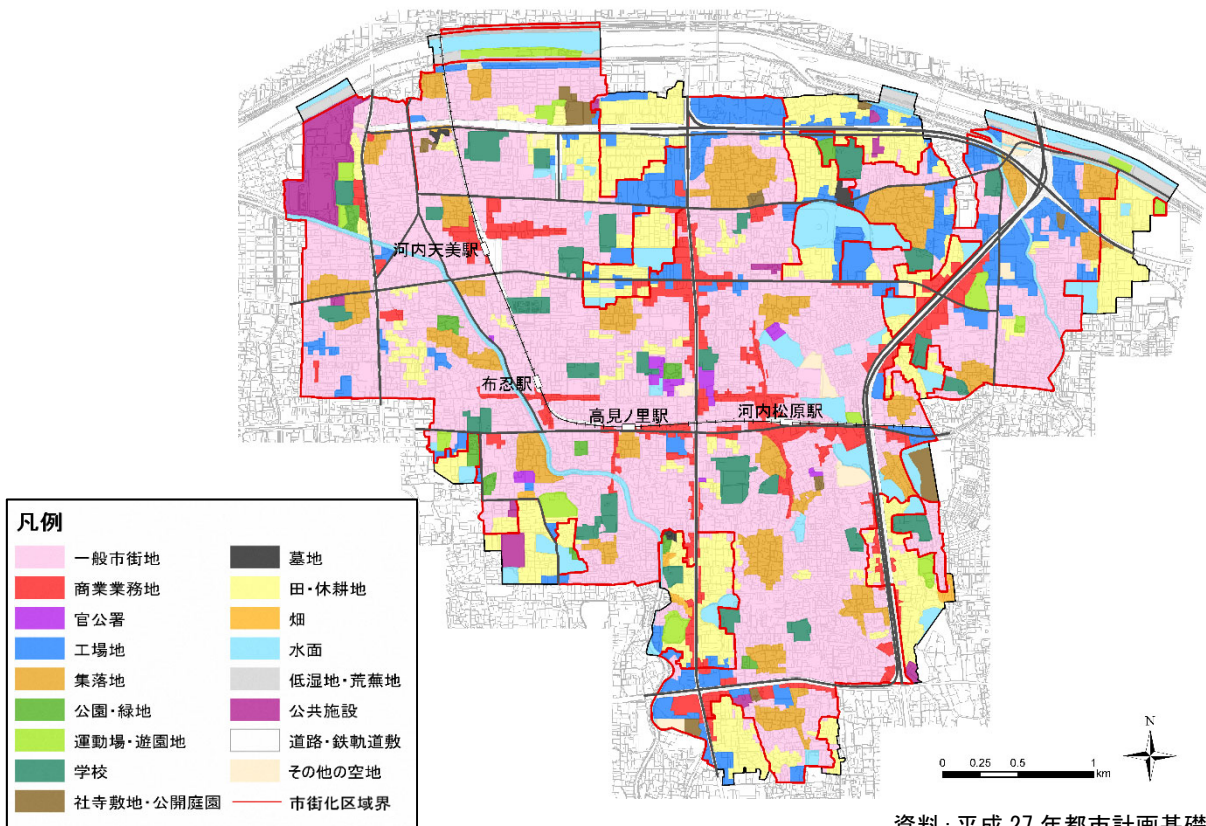 河内天美駅
布忍駅
高見ノ里駅
河内松原駅
凡例
一般市街地
商業業務地
官公署
工場地
集落地
公園・緑地
運動場・遊園地
学校
社寺敷地・公開庭園
墓地
田・休耕地
畑
水面
低湿地・荒蕪地
公共施設
道路・鉄軌道敷
その他の空地
市街化区域界
N
0 0.25 0.5 1
km
資料：平成 27 年都市計画基礎